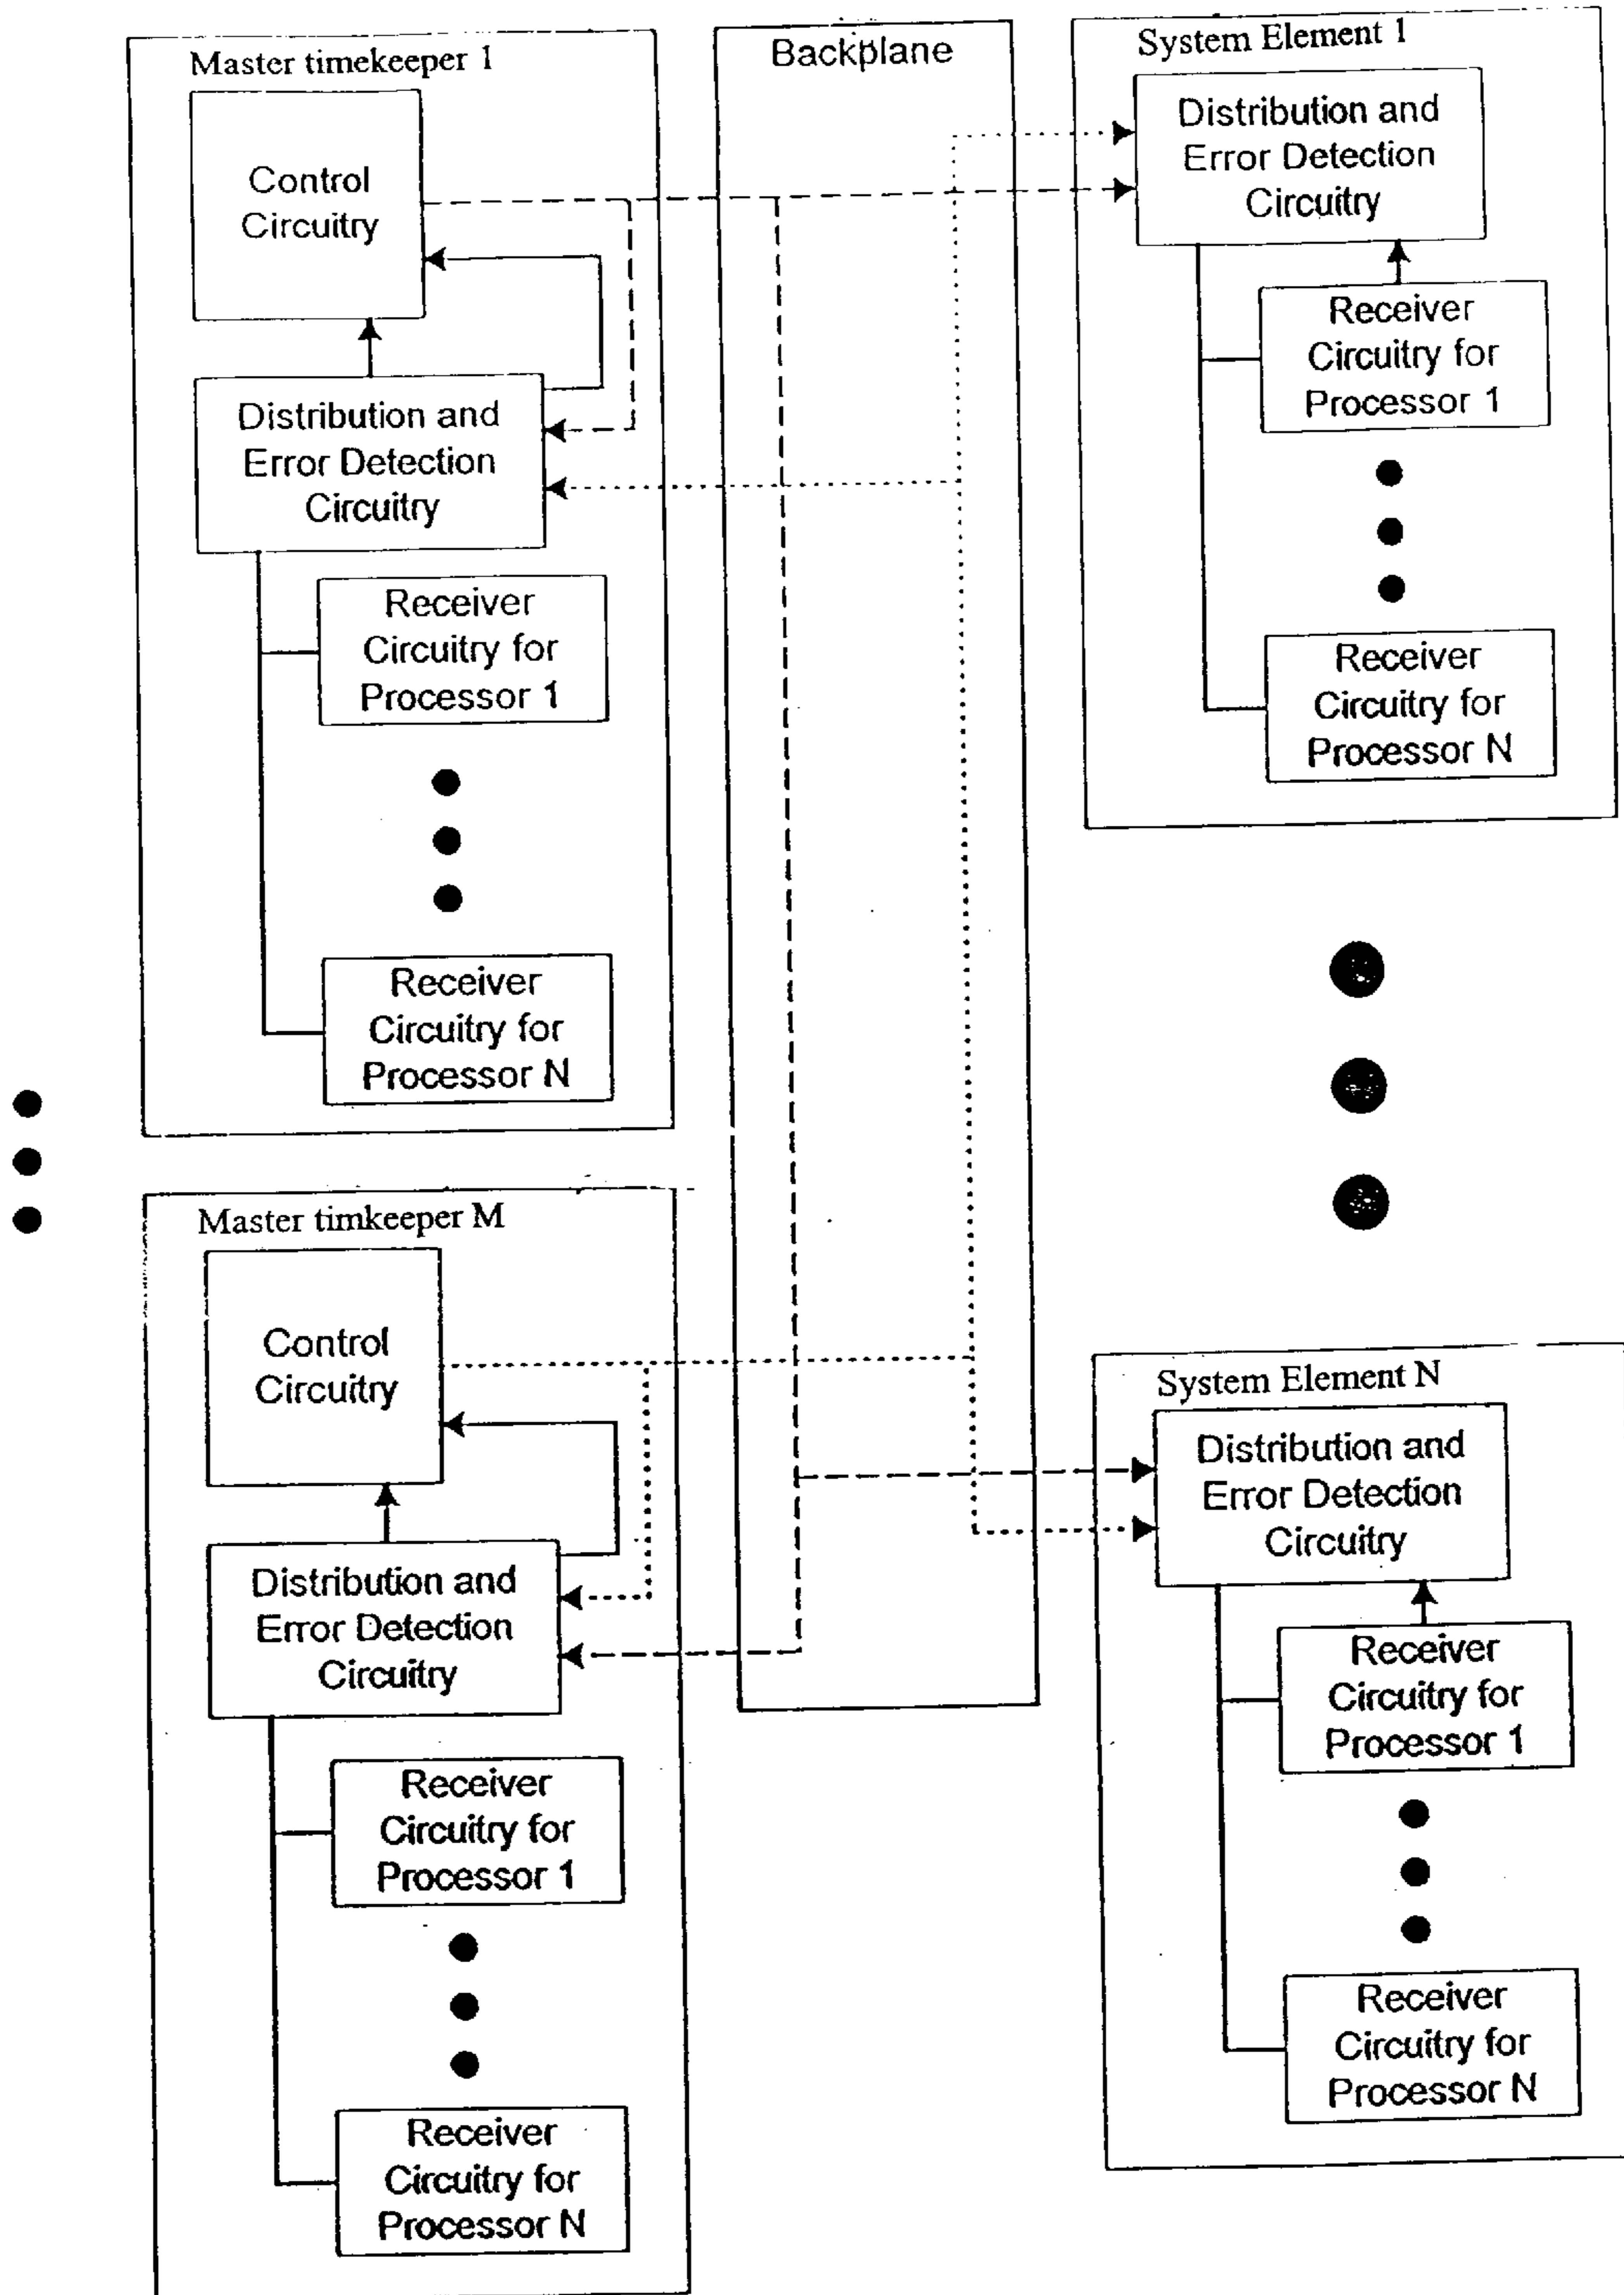 Master timekeeper 1
Control
Circuitry
Distribution and
Error Detection
Circuitry
Receiver
Circuitry for
Processor 1
Receiver
Circuitry for
Processor N
Master timkeeper M
Control
Circuitry
Distribution and
Error Detection
Circuitry
Receiver
Circuitry for
Processor 1
Receiver
Circuitry for
Processor N
Backplane
System Element 1
Distribution and
Error Detection
Circuitry
Receiver
Circuitry for
Processor 1
Receiver
Circuitry for
Processor N
System Element N
Distribution and
Error Detection
Circuitry
Receiver
Circuitry for
Processor 1
Receiver
Circuitry for
Processor N